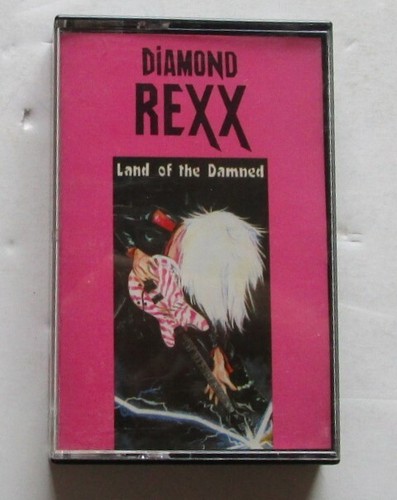 DiAMOND
REXX
Land of the Damned